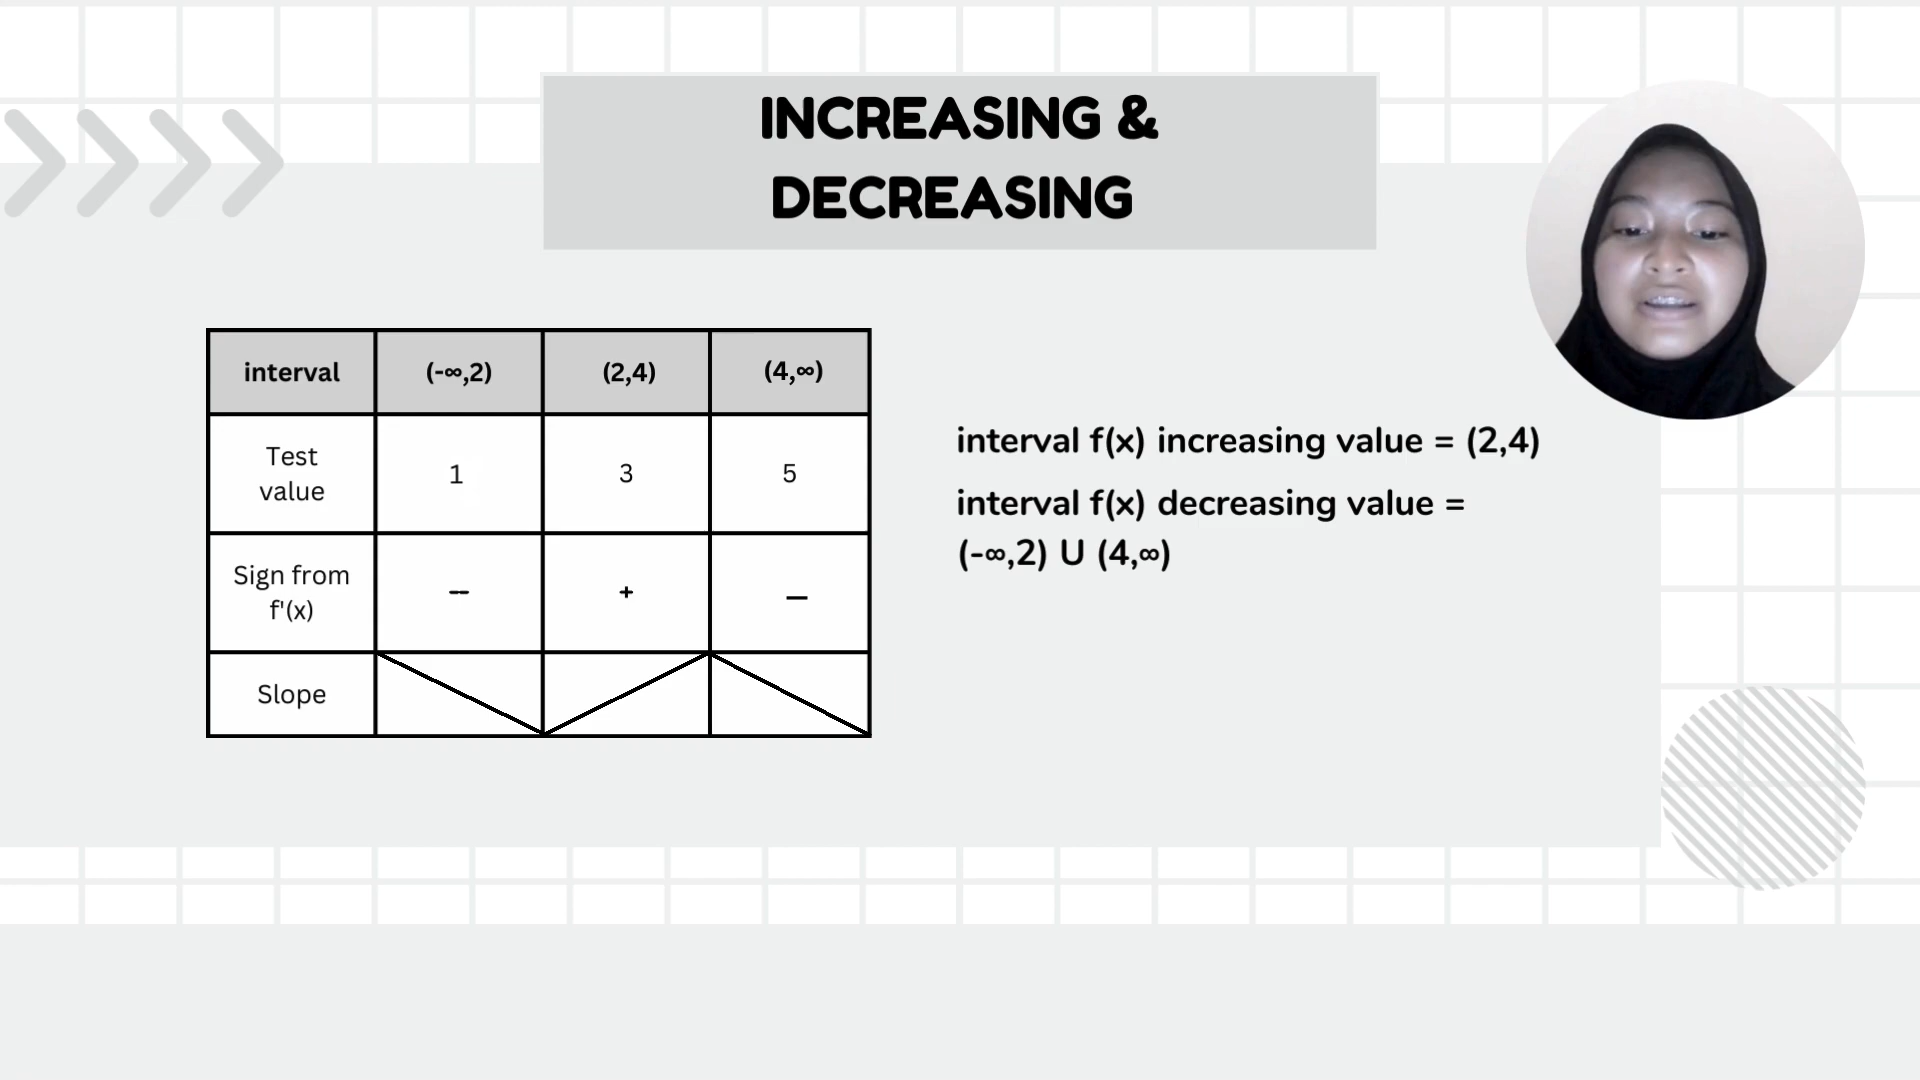 INCREASING &
DECREASING
interval (-∞,2) (2,4) (4,∞)
Test
value
1 3 5
Sign from
f'(x)
– + –
Slope
interval f(x) increasing value = (2,4)
interval f(x) decreasing value =
(-∞,2) U (4,∞)